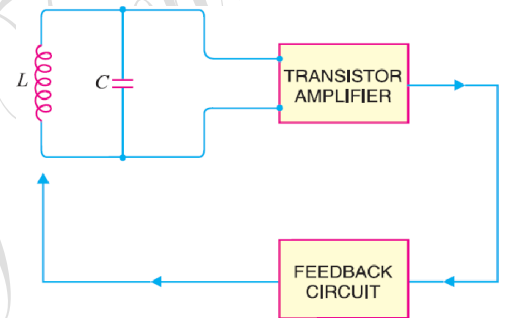 L
C
TRANSISTOR
AMPLIFIER
FEEDBACK
CIRCUIT